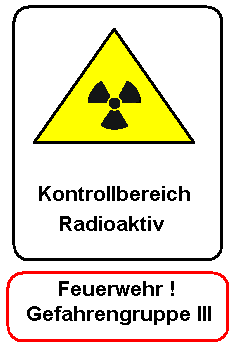 Kontrollbereich
Radioaktiv
Feuerwehr !
Gefahrengruppe III